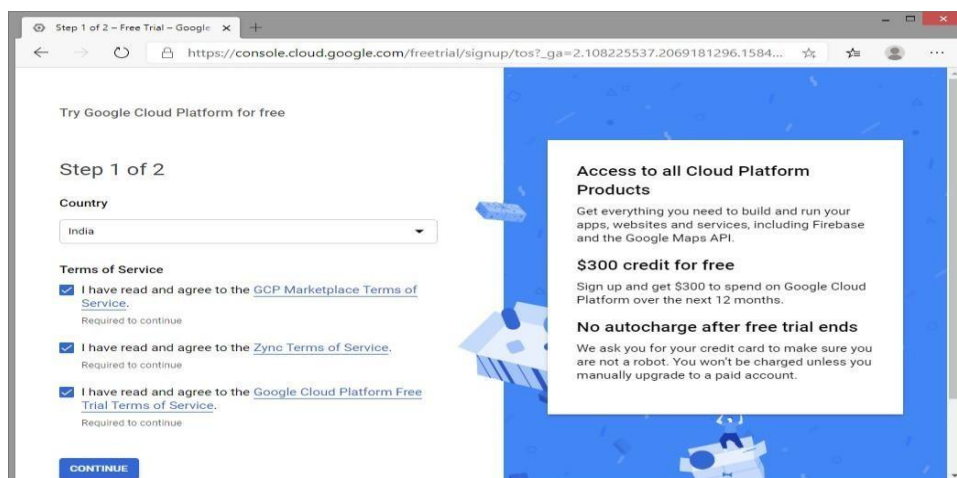 Step 1 of 2 – Free Trial – Google
https://console.cloud.google.com/freetrial/signup/tos?_ga=2.108225537.2069181296.1584...
Try Google Cloud Platform for free
Step 1 of 2
Country
India
Terms of Service
I have read and agree to the GCP Marketplace Terms of
Service.
Required to continue
I have read and agree to the Zync Terms of Service.
Required to continue
I have read and agree to the Google Cloud Platform Free
Trial Terms of Service.
Required to continue
CONTINUE
Access to all Cloud Platform
Products
Get everything you need to build and run your
apps, websites and services, including Firebase
and the Google Maps API.
$300 credit for free
Sign up and get $300 to spend on Google Cloud
Platform over the next 12 months.
No autocharge after free trial ends
We ask you for your credit card to make sure you
are not a robot. You won't be charged unless you
manually upgrade to a paid account.